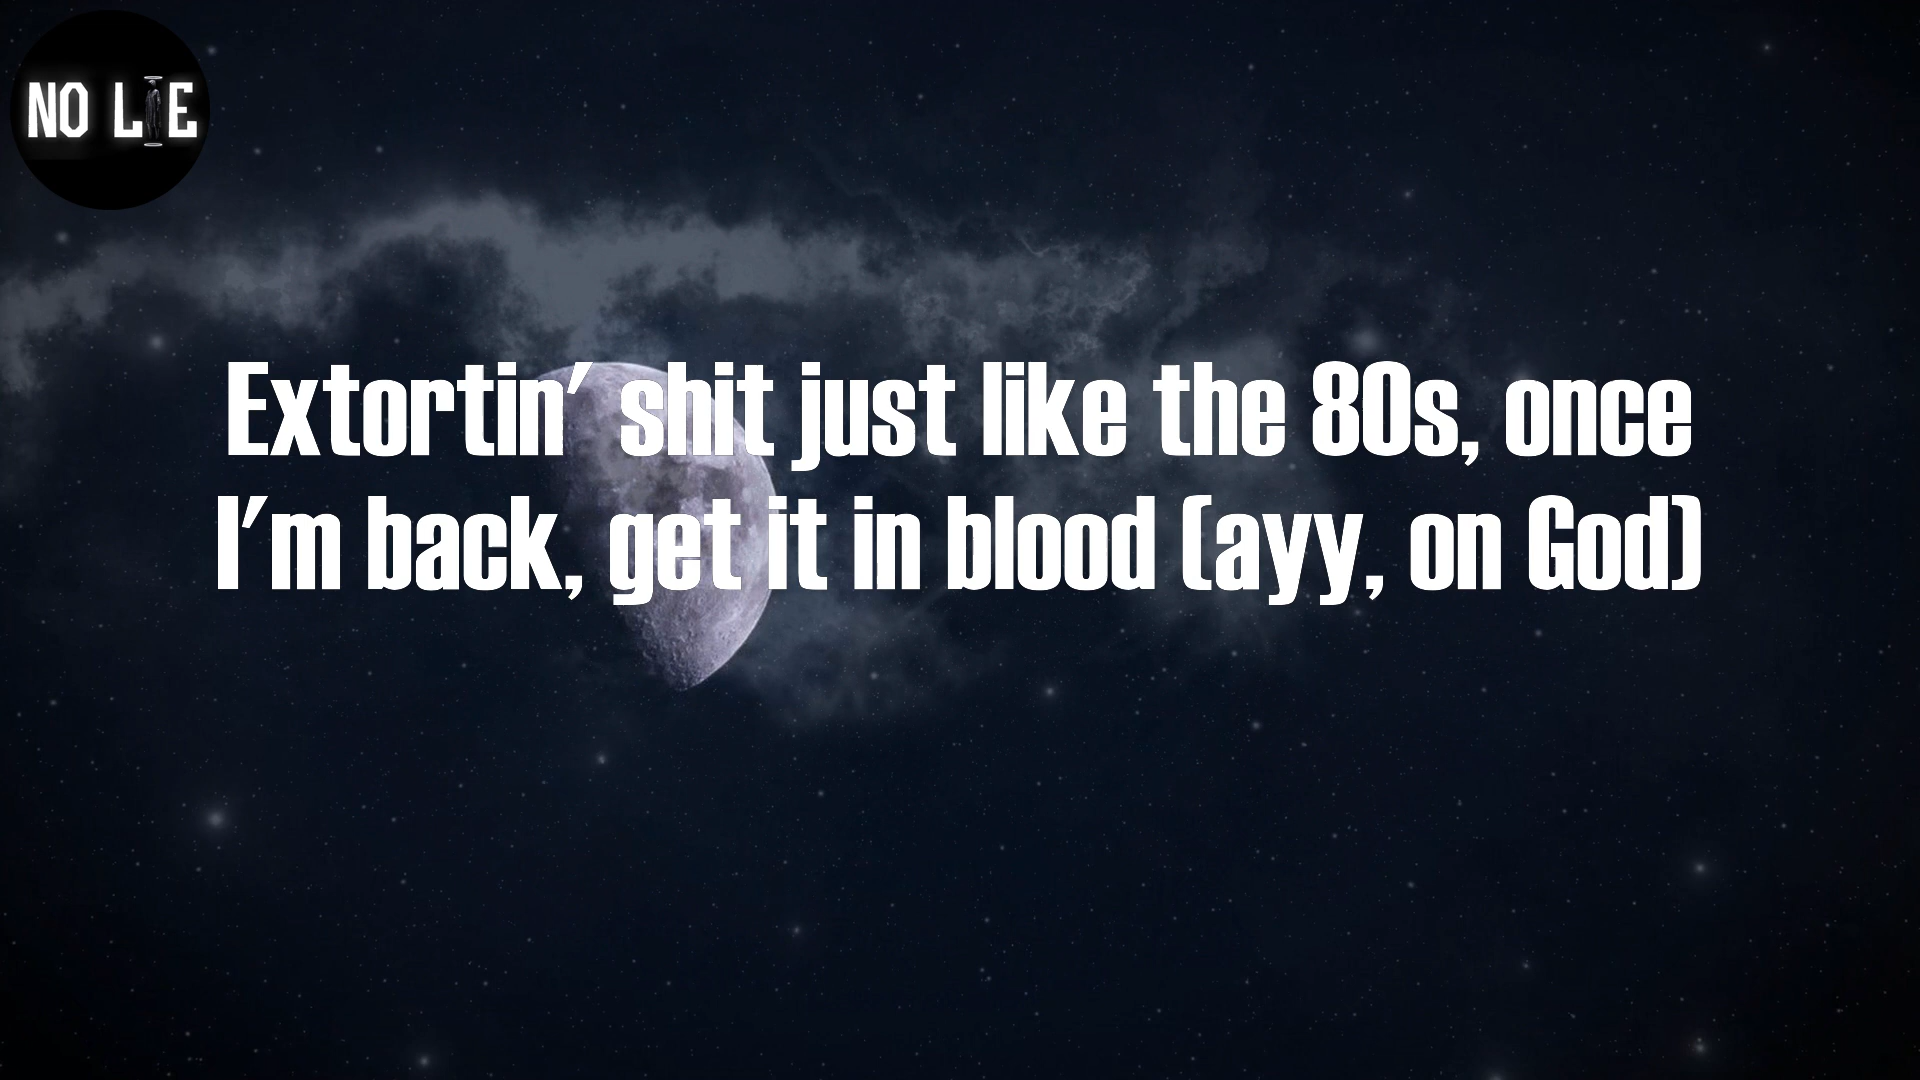 NO LIE
Extortin' shit just like the 80s, once
I'm back, get it in blood (ayy, on God)